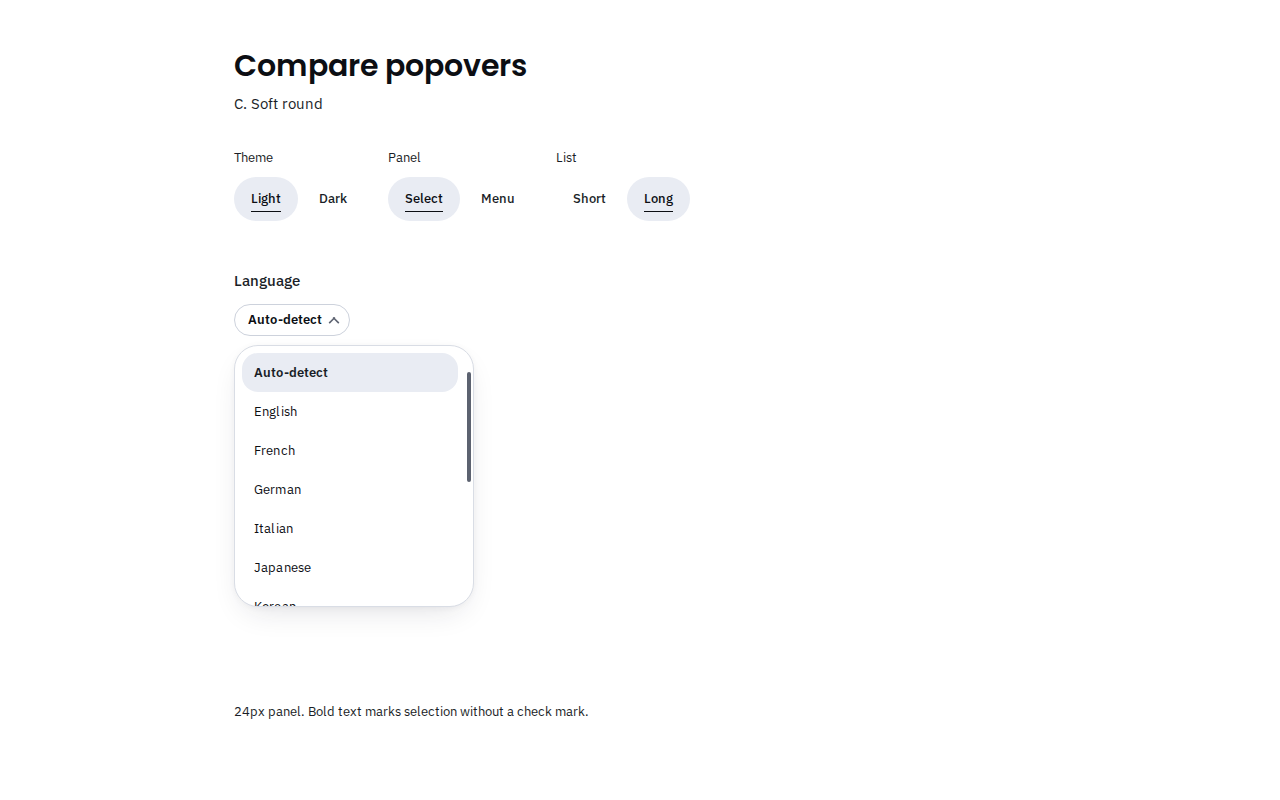 Compare popovers
C. Soft round
Theme
Panel
List
Light
Dark
Select
Menu
Short
Long
Language
Auto-detect
Auto-detect
English
French
German
Italian
Japanese
Korean
24px panel. Bold text marks selection without a check mark.